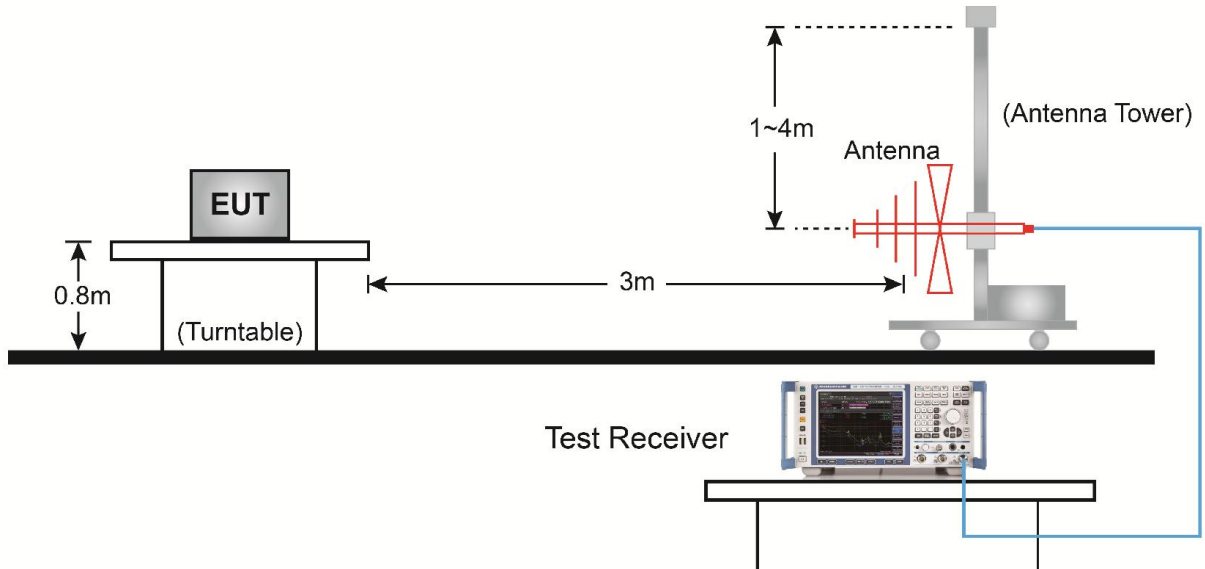 1~4m
(Antenna Tower)
Antenna
EUT
0.8m
3m
(Turntable)
Test Receiver